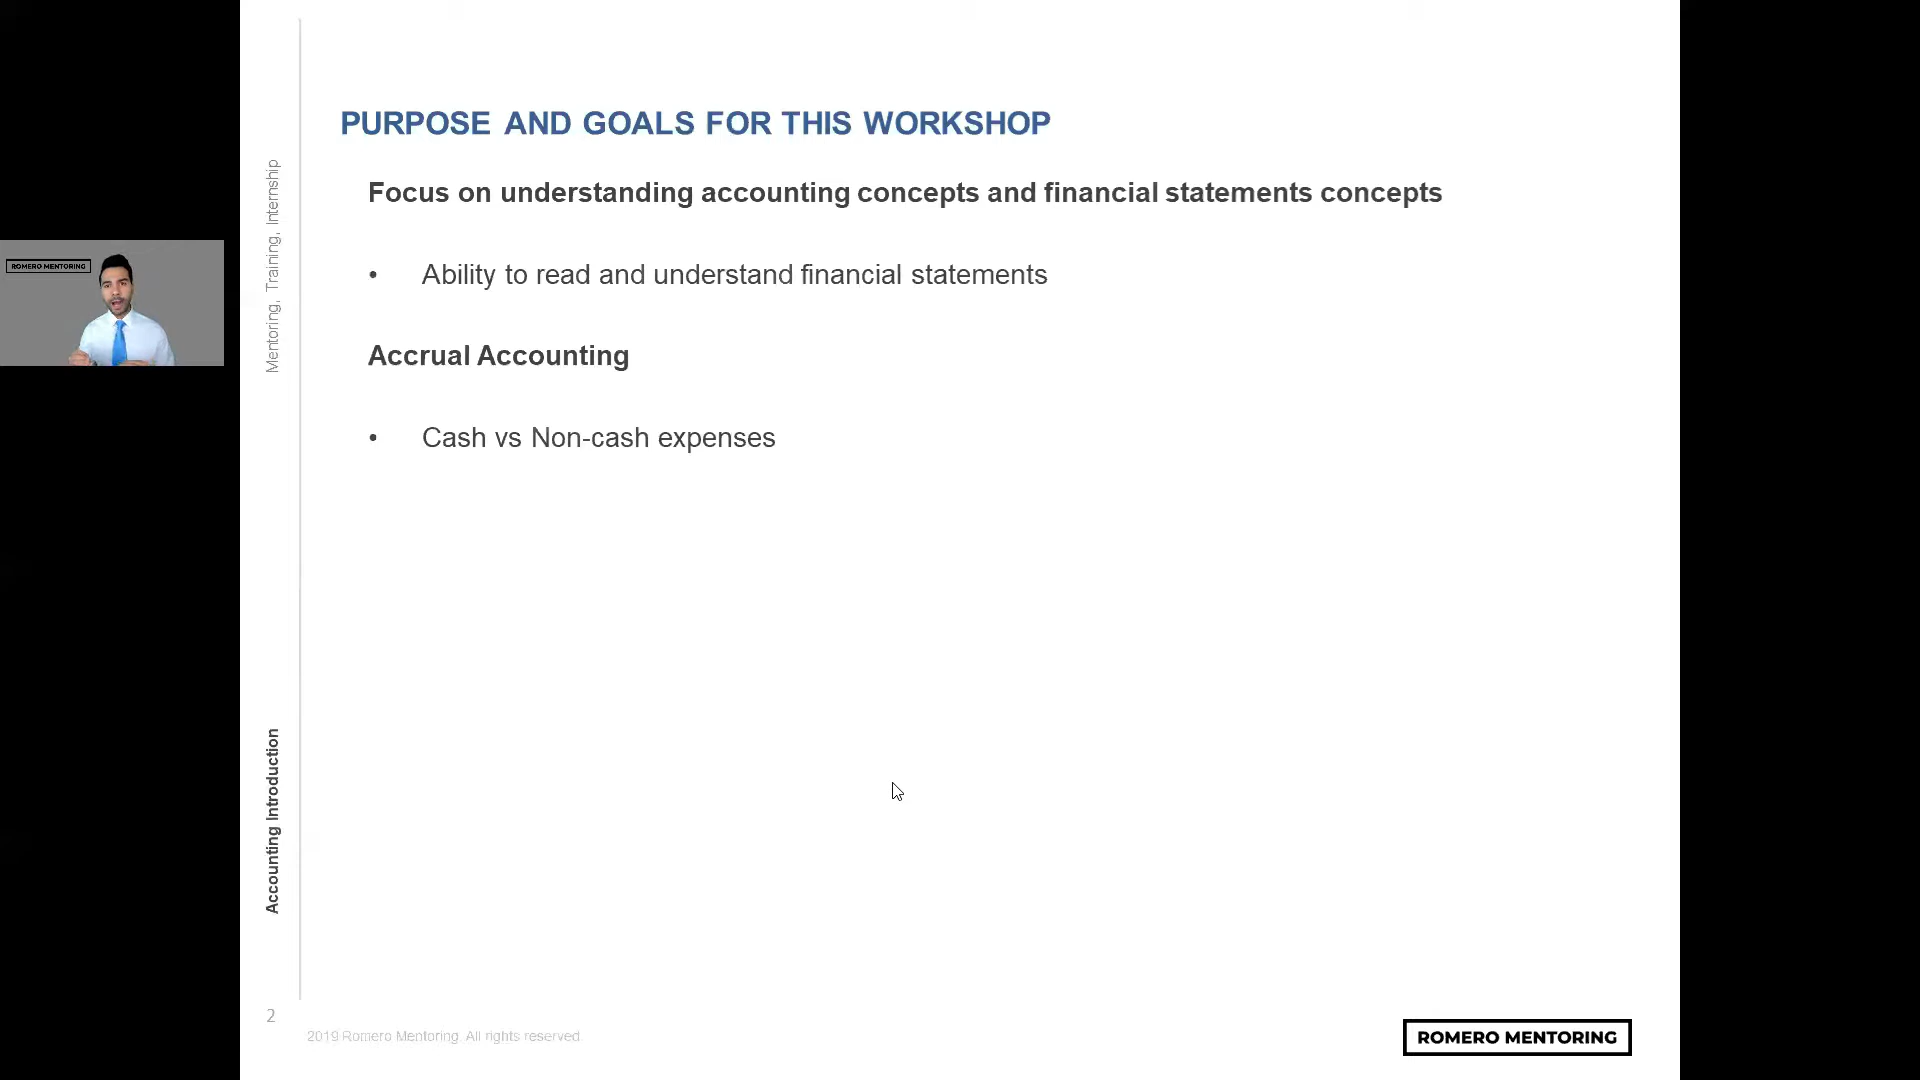 PURPOSE AND GOALS FOR THIS WORKSHOP
Focus on understanding accounting concepts and financial statements concepts
• Ability to read and understand financial statements
Accrual Accounting
• Cash vs Non-cash expenses
Mentoring, Training, Internship
Accounting Introduction
ROMERO MENTORING
2
2019 Romero Mentoring. All rights reserved.
ROMERO MENTORING